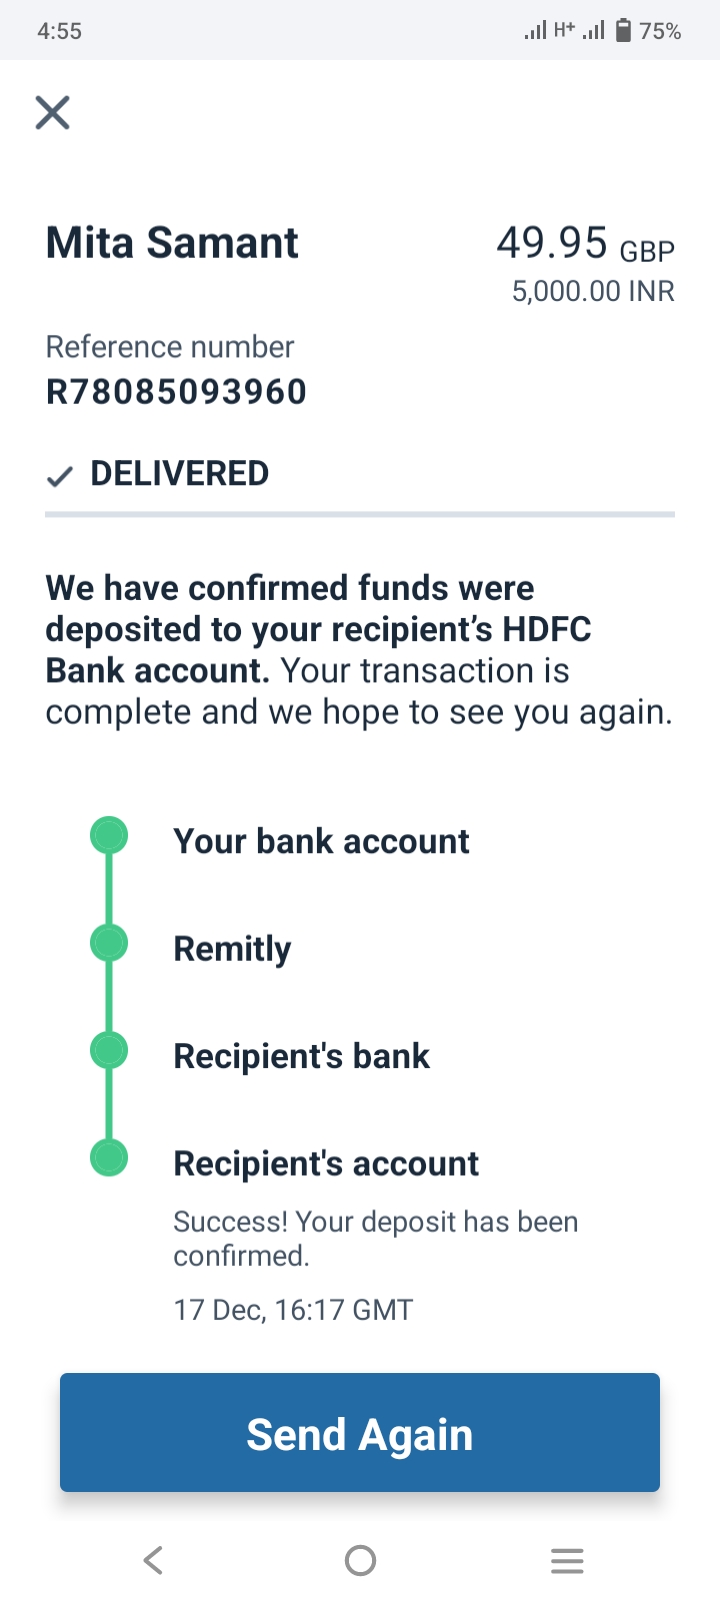 4:55
H+
75%
Mita Samant
49.95 GBP
5,000.00 INR
Reference number
R78085093960
DELIVERED
We have confirmed funds were
deposited to your recipient’s HDFC
Bank account. Your transaction is
complete and we hope to see you again.
Your bank account
Remitly
Recipient's bank
Recipient's account
Success! Your deposit has been
confirmed.
17 Dec, 16:17 GMT
Send Again